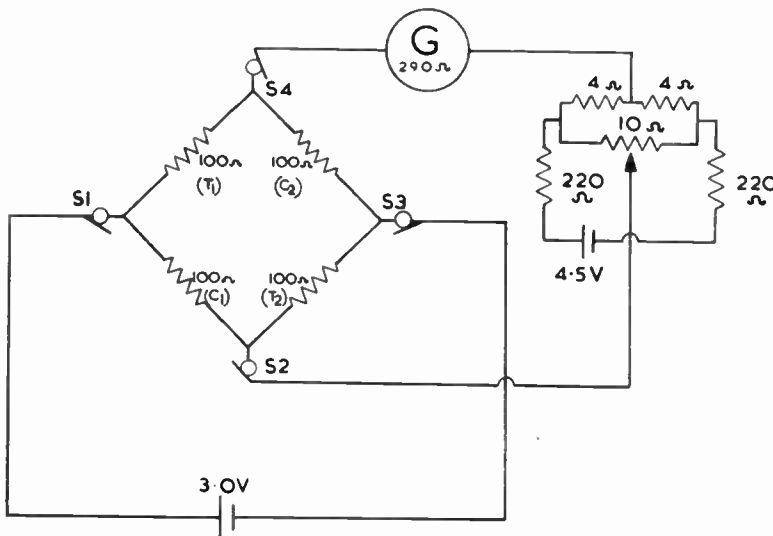 G
290Ω
S4
4Ω 4Ω
10Ω
100Ω
(T1)
100Ω
(C2)
220
Ω
220
Ω
S1
S3
4·5V
100Ω
(C1)
100Ω
(T2)
S2
3·0V